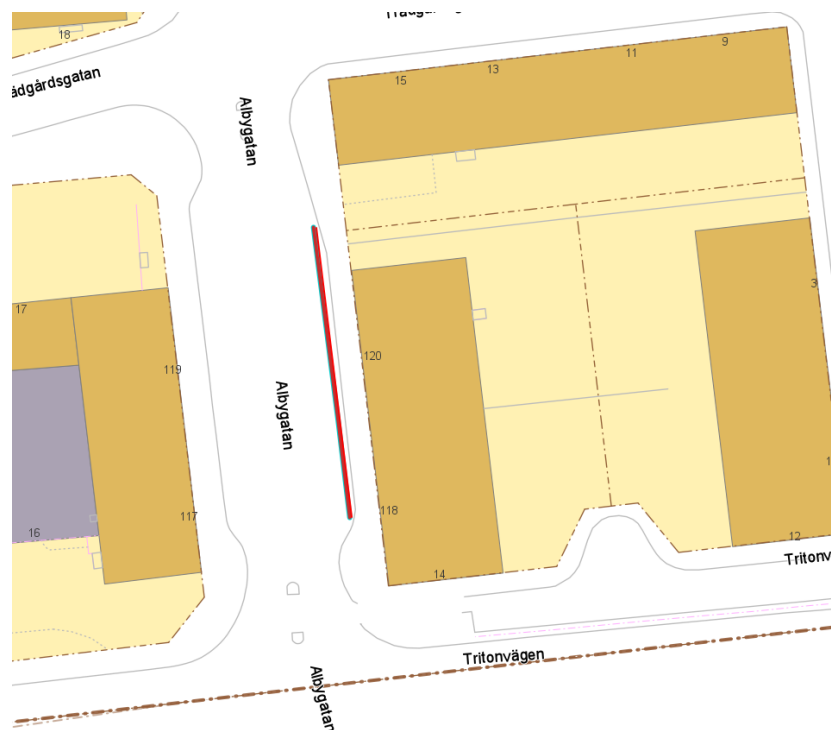 18
ädgårdsgatan
15
13
11
9
Albygatan
17
119
120
3
Albygatan
16
117
118
14
12
Tritonv
Tritonvägen
Albygatan